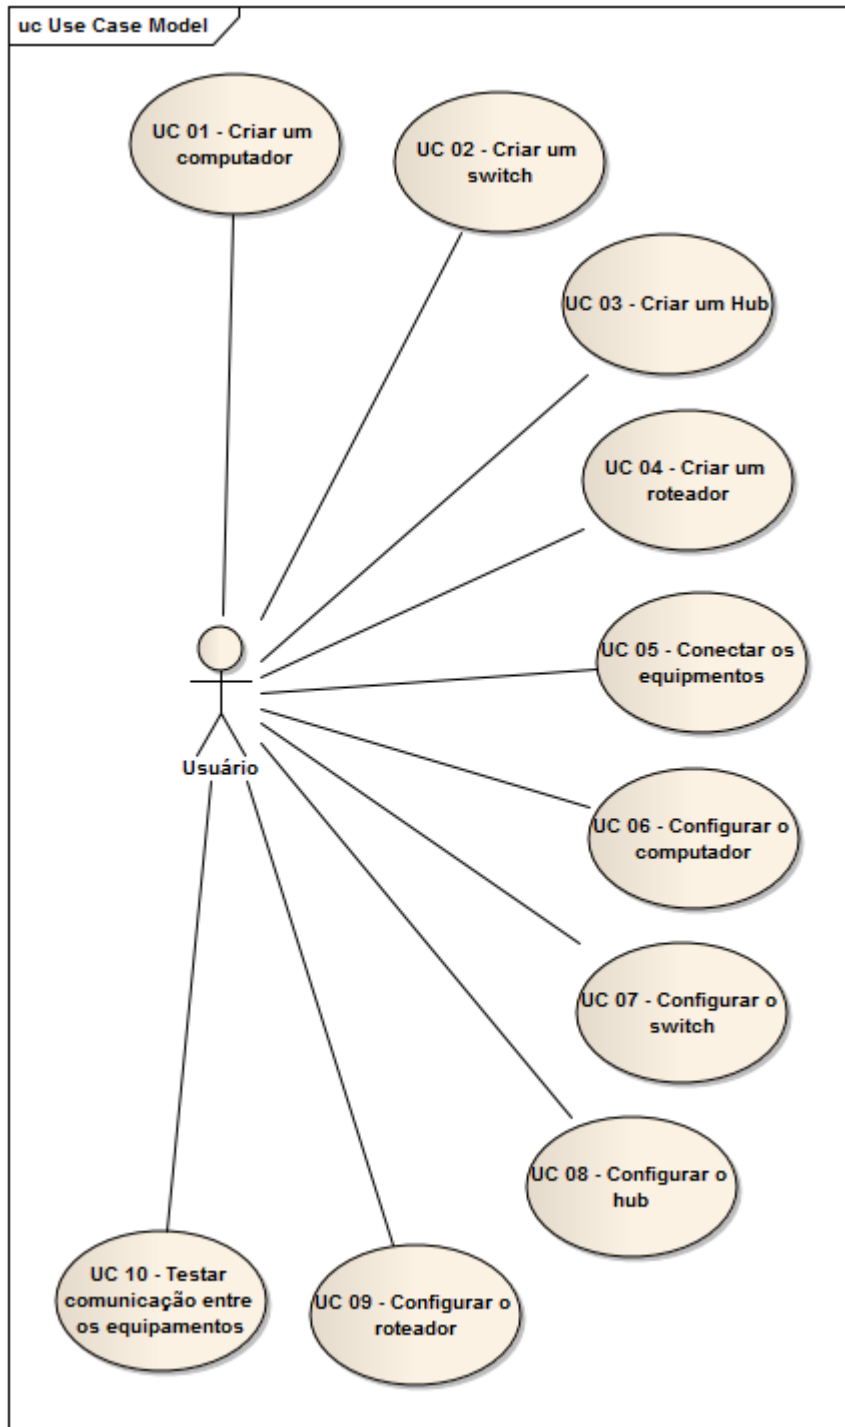 uc Use Case Model
UC 01 - Criar um
computador
UC 02 - Criar um
switch
UC 03 - Criar um Hub
UC 04 - Criar um
roteador
UC 05 - Conectar os
equipmentos
Usuário
UC 06 - Configurar o
computador
UC 07 - Configurar o
switch
UC 08 - Configurar o
hub
UC 09 - Configurar o
roteador
UC 10 - Testar
comunicação entre
os equipamentos